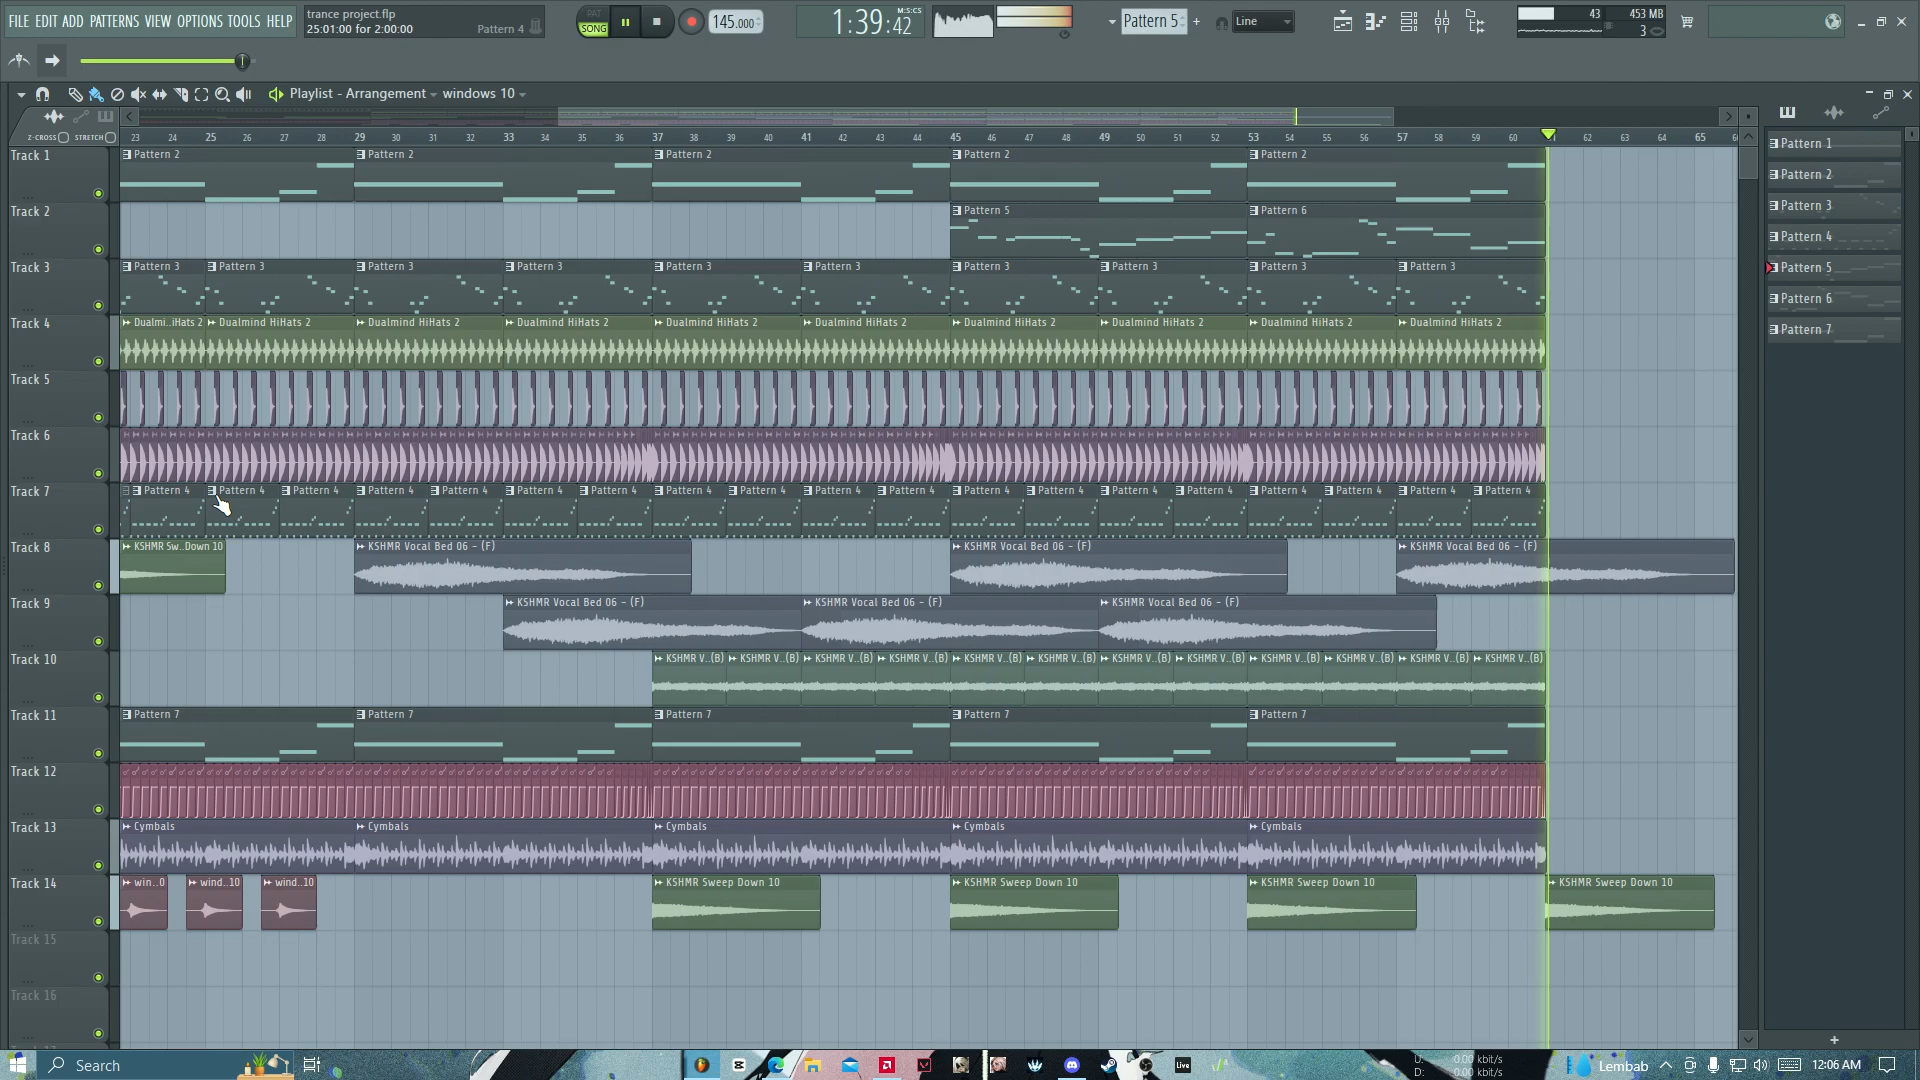 FILE EDIT ADD PATTERNS VIEW OPTIONS TOOLS HELP
trance project.flp
25:01:00 for 2:00:00
Pattern 4
PAT
SONG
145.000
1:39:42
M:S:CS
Pattern 5
Line
43
453 MB
3
Playlist - Arrangement
windows 10
Z-CROSS
STRETCH
23 24 25 26 27 28 29 30 31 32 33 34 35 36 37 38 39 40 41 42 43 44 45 46 47 48 49 50 51 52 53 54 55 56 57 58 59 60 62 63 64 65
Track 1
Pattern 2 Pattern 2 Pattern 2 Pattern 2 Pattern 2
Track 2
Pattern 5 Pattern 6
Track 3
Pattern 3 Pattern 3 Pattern 3 Pattern 3 Pattern 3 Pattern 3 Pattern 3 Pattern 3 Pattern 3 Pattern 3
Track 4
Dualmi..iHats 2 Dualmind HiHats 2 Dualmind HiHats 2 Dualmind HiHats 2 Dualmind HiHats 2 Dualmind HiHats 2 Dualmind HiHats 2 Dualmind HiHats 2 Dualmind HiHats 2 Dualmind HiHats 2
Track 5
Track 6
Track 7
Pattern 4 Pattern 4 Pattern 4 Pattern 4 Pattern 4 Pattern 4 Pattern 4 Pattern 4 Pattern 4 Pattern 4 Pattern 4 Pattern 4 Pattern 4 Pattern 4 Pattern 4 Pattern 4 Pattern 4 Pattern 4 Pattern 4
Track 8
KSHMR Sw..Down 10 KSHMR Vocal Bed 06 - (F) KSHMR Vocal Bed 06 - (F) KSHMR Vocal Bed 06 - (F)
Track 9
KSHMR Vocal Bed 06 - (F) KSHMR Vocal Bed 06 - (F) KSHMR Vocal Bed 06 - (F)
Track 10
KSHMR V..(B) KSHMR V..(B) KSHMR V..(B) KSHMR V..(B) KSHMR V..(B) KSHMR V..(B) KSHMR V..(B) KSHMR V..(B) KSHMR V..(B) KSHMR V..(B) KSHMR V..(B) KSHMR V..(B)
Track 11
Pattern 7 Pattern 7 Pattern 7 Pattern 7 Pattern 7
Track 12
Track 13
Cymbals Cymbals Cymbals Cymbals Cymbals
Track 14
win..0 wind..10 wind..10 KSHMR Sweep Down 10 KSHMR Sweep Down 10 KSHMR Sweep Down 10 KSHMR Sweep Down 10
Track 15
Track 16
Pattern 1
Pattern 2
Pattern 3
Pattern 4
Pattern 5
Pattern 6
Pattern 7
Search
Live
U: 0.00 kbit/s
D: 0.00 kbit/s
Lembab
12:06 AM